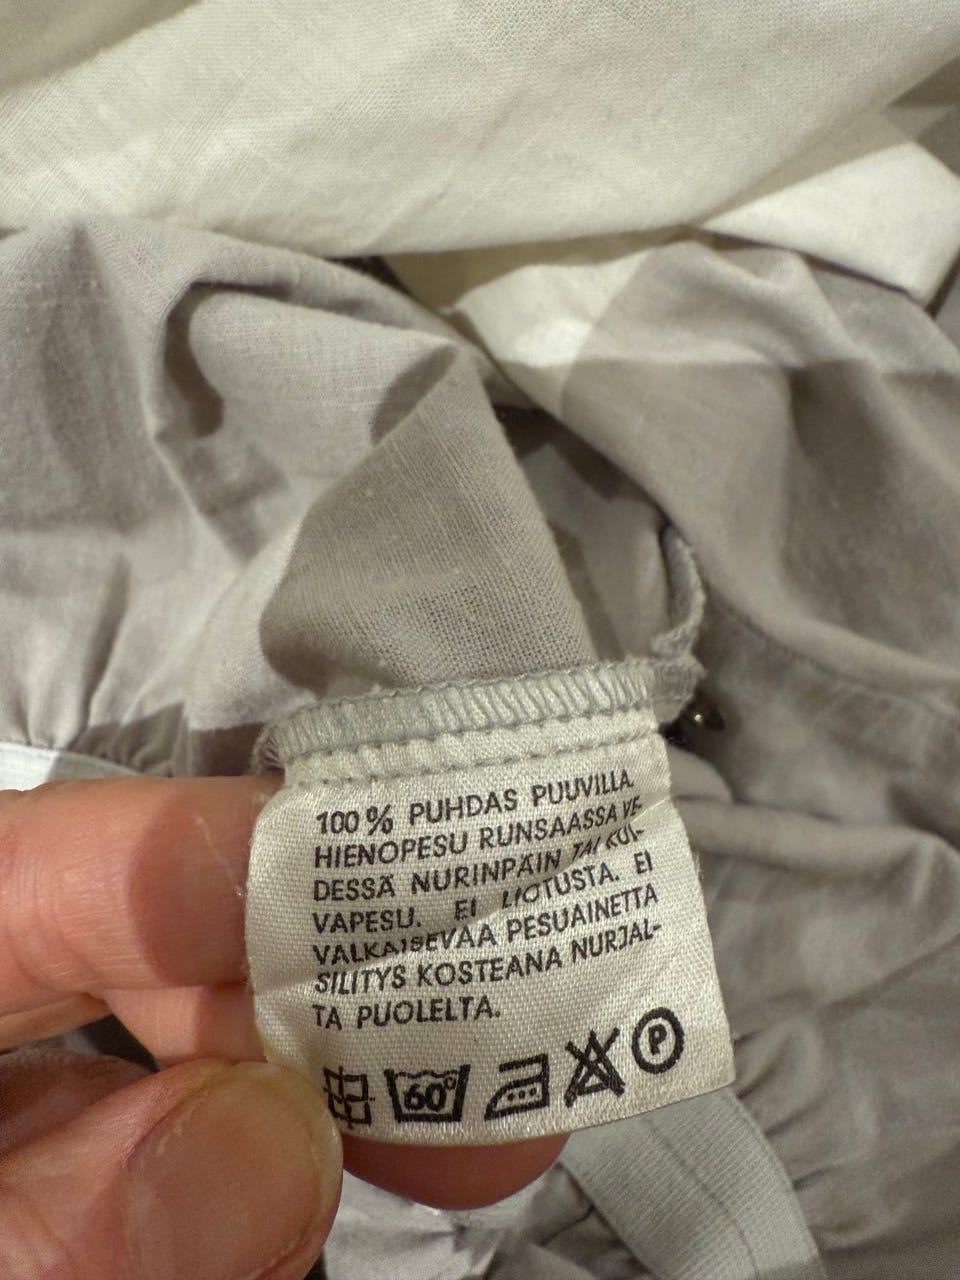 100% PUHDAS PUUVILLA.
HIENOPESU RUNSAASSA VE-
DESSÄ NURINPÄIN TAI KUI-
VAPESU. EI LIOTUSTA. EI
VALKAISEVAA PESUAINETTA
SILITYS KOSTEANA NURJAL-
TA PUOLELTA.
60° P